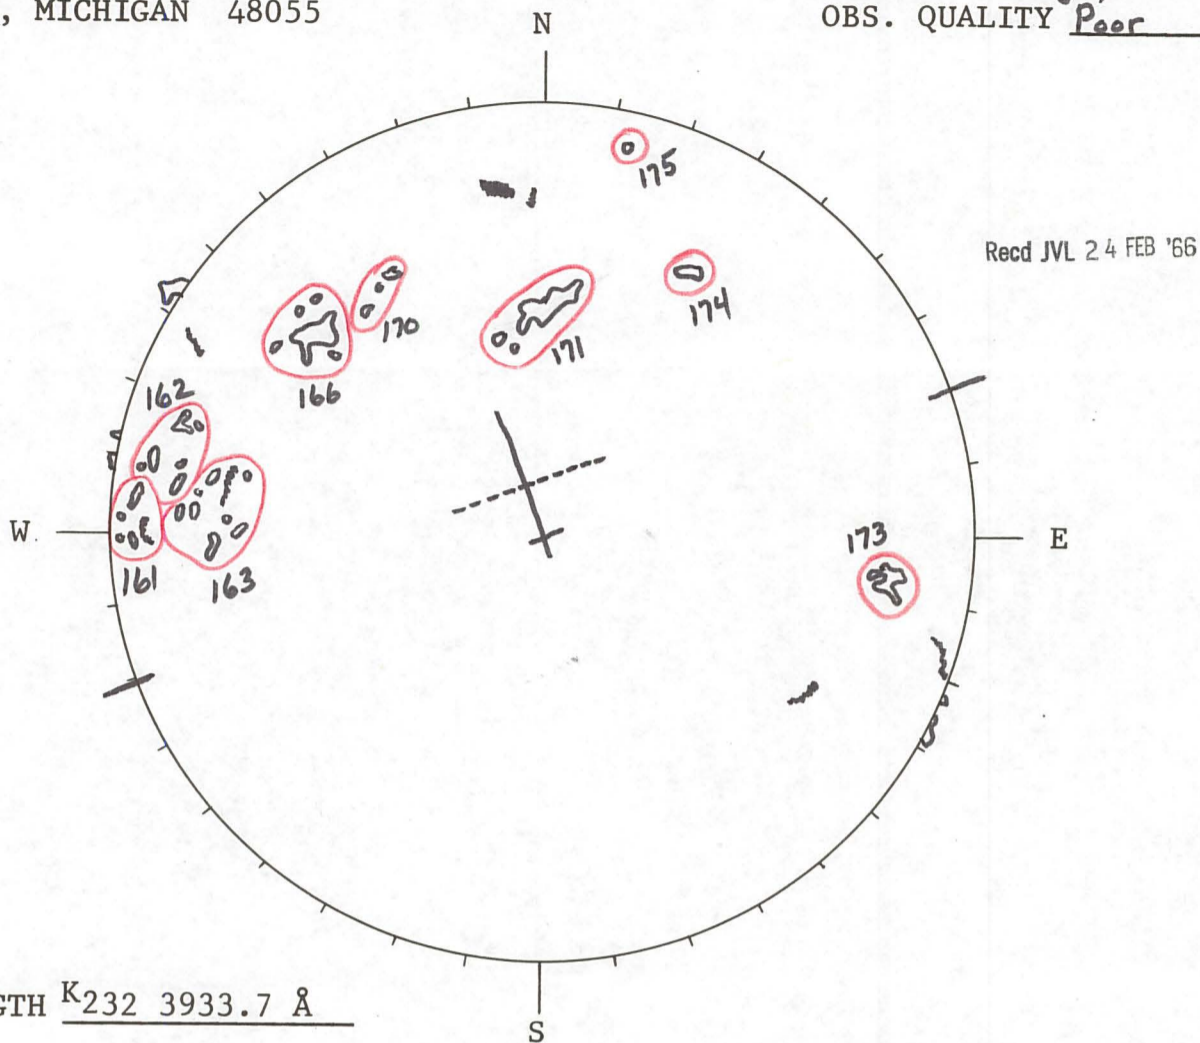 , MICHIGAN 48055
N
OBS. QUALITY Poor
175
Recd JVL 24 FEB '66
174
170
171
166
162
W.
E
173
161
163
GTH K232 3933.7 Å
S